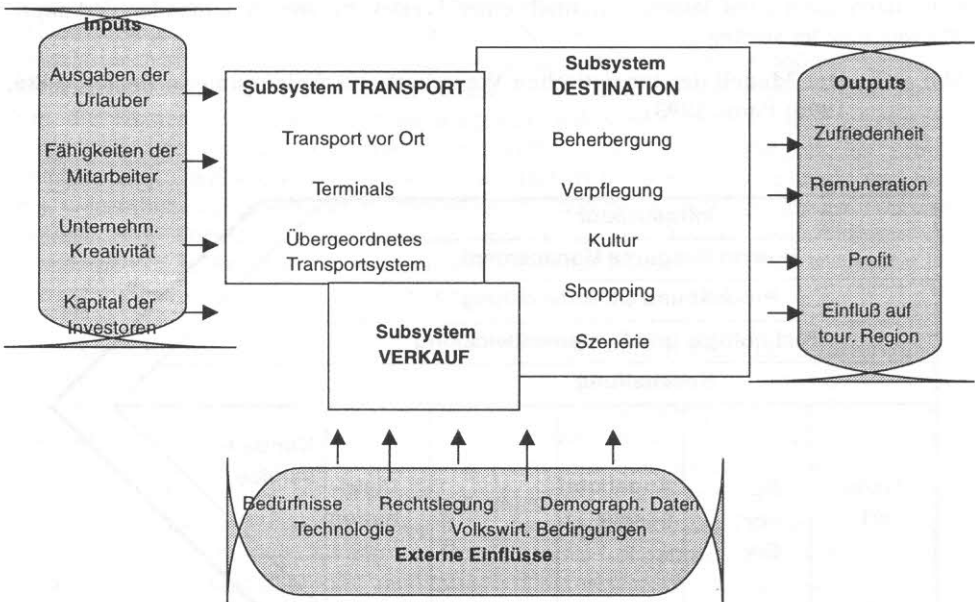 Inputs
Ausgaben der
Urlauber
Fähigkeiten der
Mitarbeiter
Unternehm.
Kreativität
Kapital der
Investoren
Subsystem TRANSPORT
Transport vor Ort
Terminals
Übergeordnetes
Transportsystem
Subsystem
VERKAUF
Subsystem
DESTINATION
Beherbergung
Verpflegung
Kultur
Shoppping
Szenerie
Outputs
Zufriedenheit
Remuneration
Profit
Einfluß auf
tour. Region
Bedürfnisse Rechtslegung Demograph. Daten
Technologie Volkswirt. Bedingungen
Externe Einflüsse